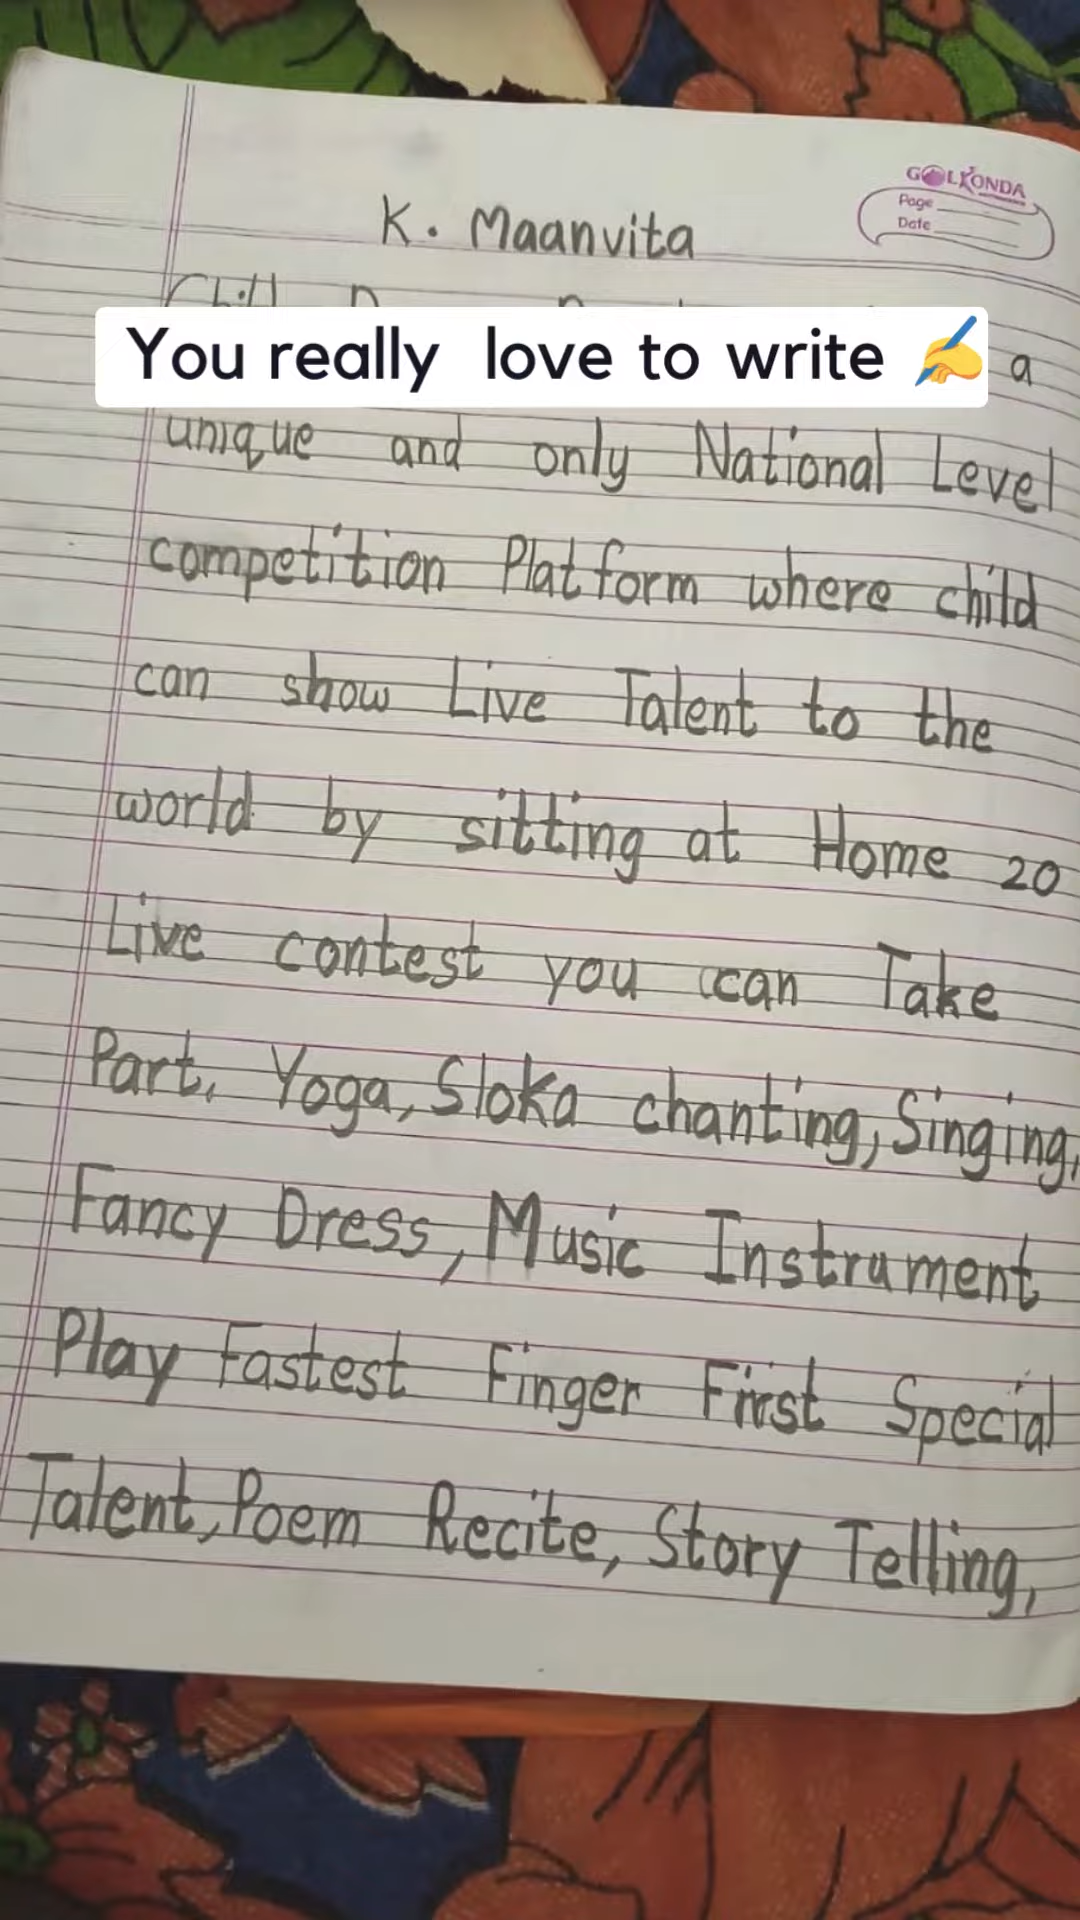 GOLKONDA
Page
Date
K. Maanvita
You really love to write ✍️
a
unique and only National Level
competition Platform where child
can show Live Talent to the
world by sitting at Home 20
Live contest you can Take
Part, Yoga, Sloka chanting, Singing,
Fancy Dress, Music Instrument
Play Fastest Finger First Special
Talent, Poem Recite, Story Telling,